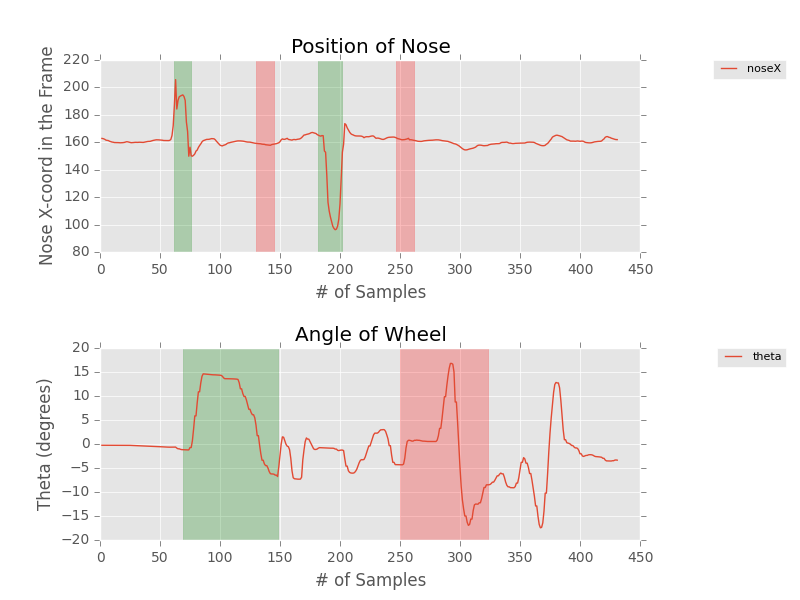 Position of Nose
noseX
220
200
180
160
140
120
100
80
Nose X-coord in the Frame
0 50 100 150 200 250 300 350 400 450
# of Samples
Angle of Wheel
theta
20
15
10
5
0
−5
−10
−15
−20
Theta (degrees)
0 50 100 150 200 250 300 350 400 450
# of Samples